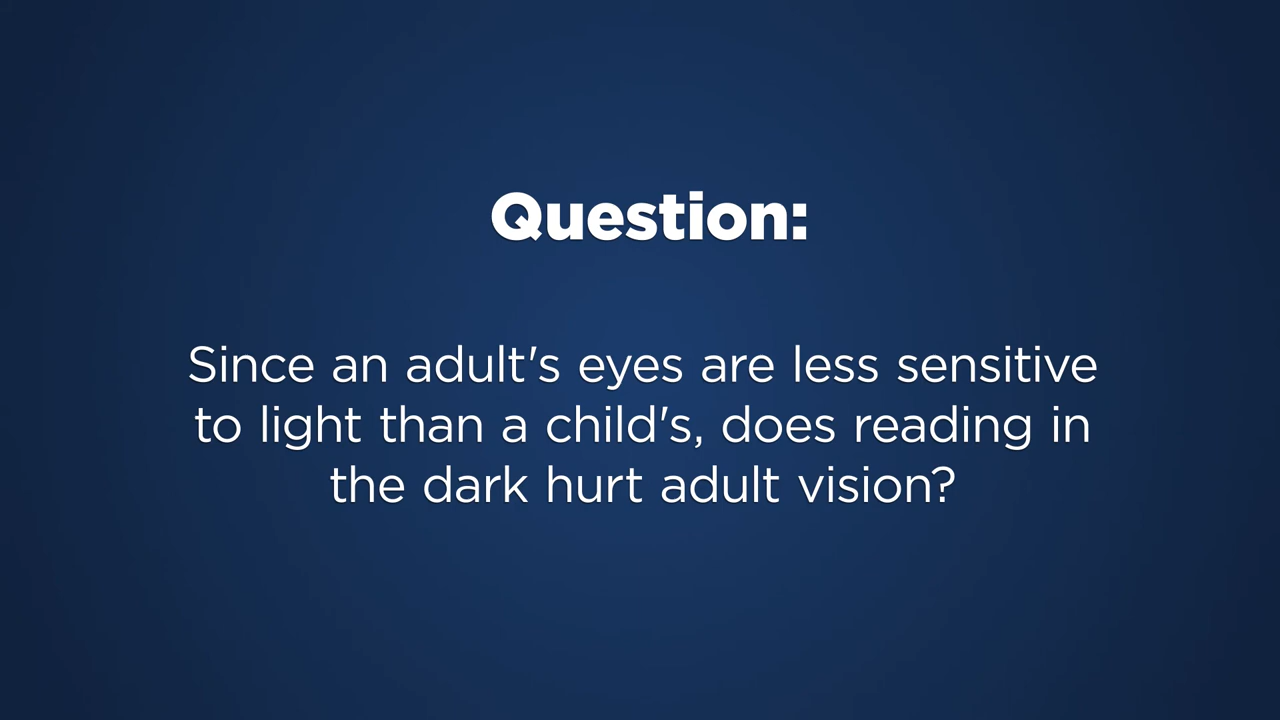 Question:
Since an adult's eyes are less sensitive
to light than a child's, does reading in
the dark hurt adult vision?